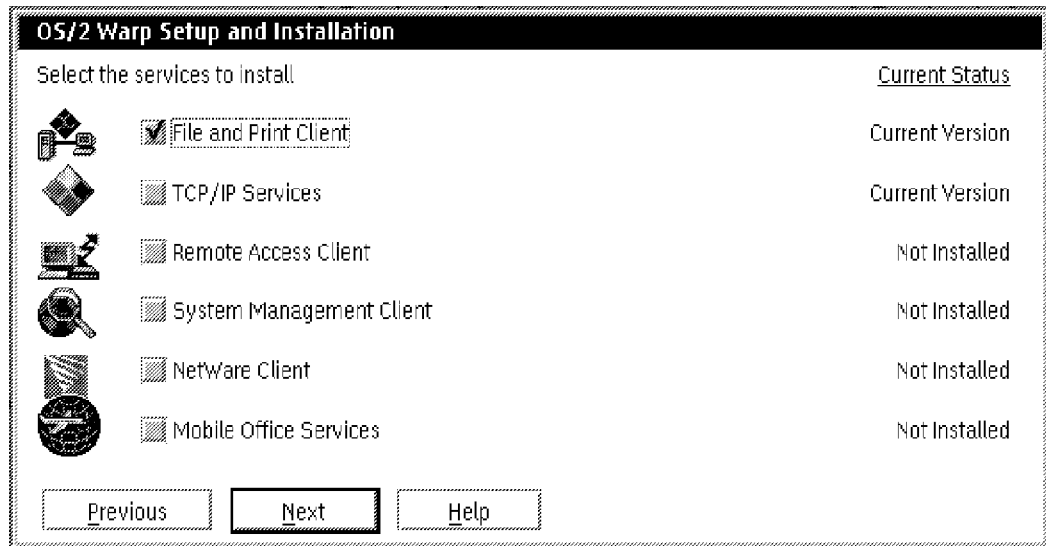 OS/2 Warp Setup and Installation
Select the services to install Current Status
File and Print Client Current Version
TCP/IP Services Current Version
Remote Access Client Not Installed
System Management Client Not Installed
NetWare Client Not Installed
Mobile Office Services Not Installed
Previous Next Help